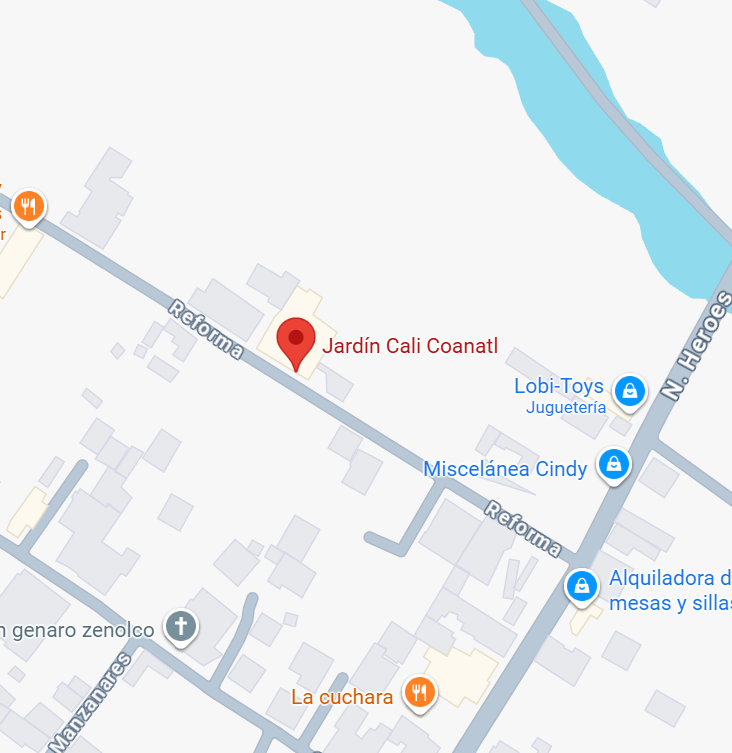 r
Reforma
Jardín Cali Coanatl
N. Heroes
Lobi-Toys
Juguetería
Miscelánea Cindy
Reforma
Alquiladora d
mesas y sillas
n genaro zenolco
Manzanares
La cuchara